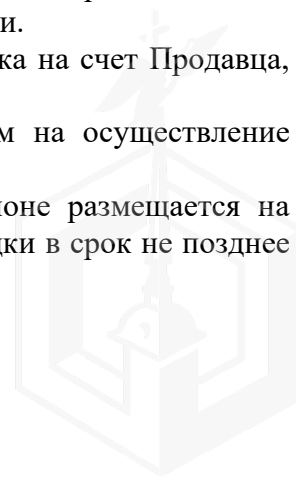 и.
ка на счет Продавца,
м на осуществление
ионе размещается на
дки в срок не позднее